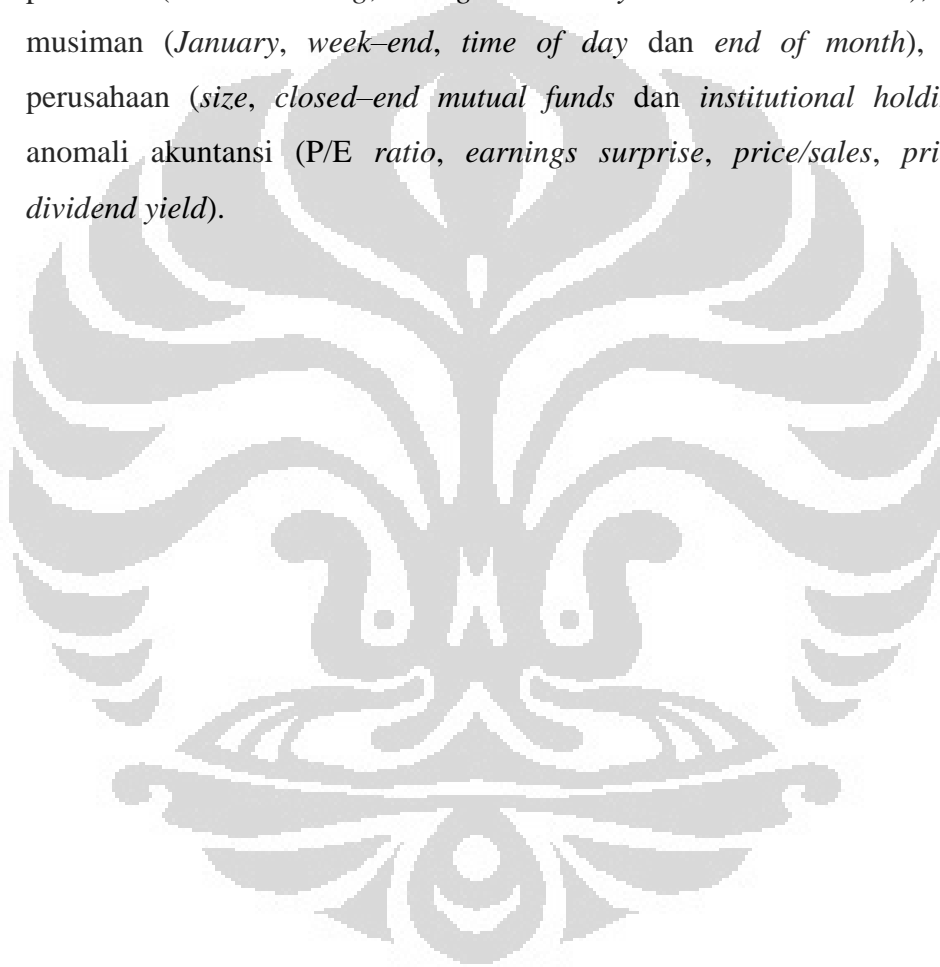 musiman (January, week–end, time of day dan end of month),
perusahaan (size, closed–end mutual funds dan institutional holdi
anomali akuntansi (P/E ratio, earnings surprise, price/sales, pri
dividend yield).